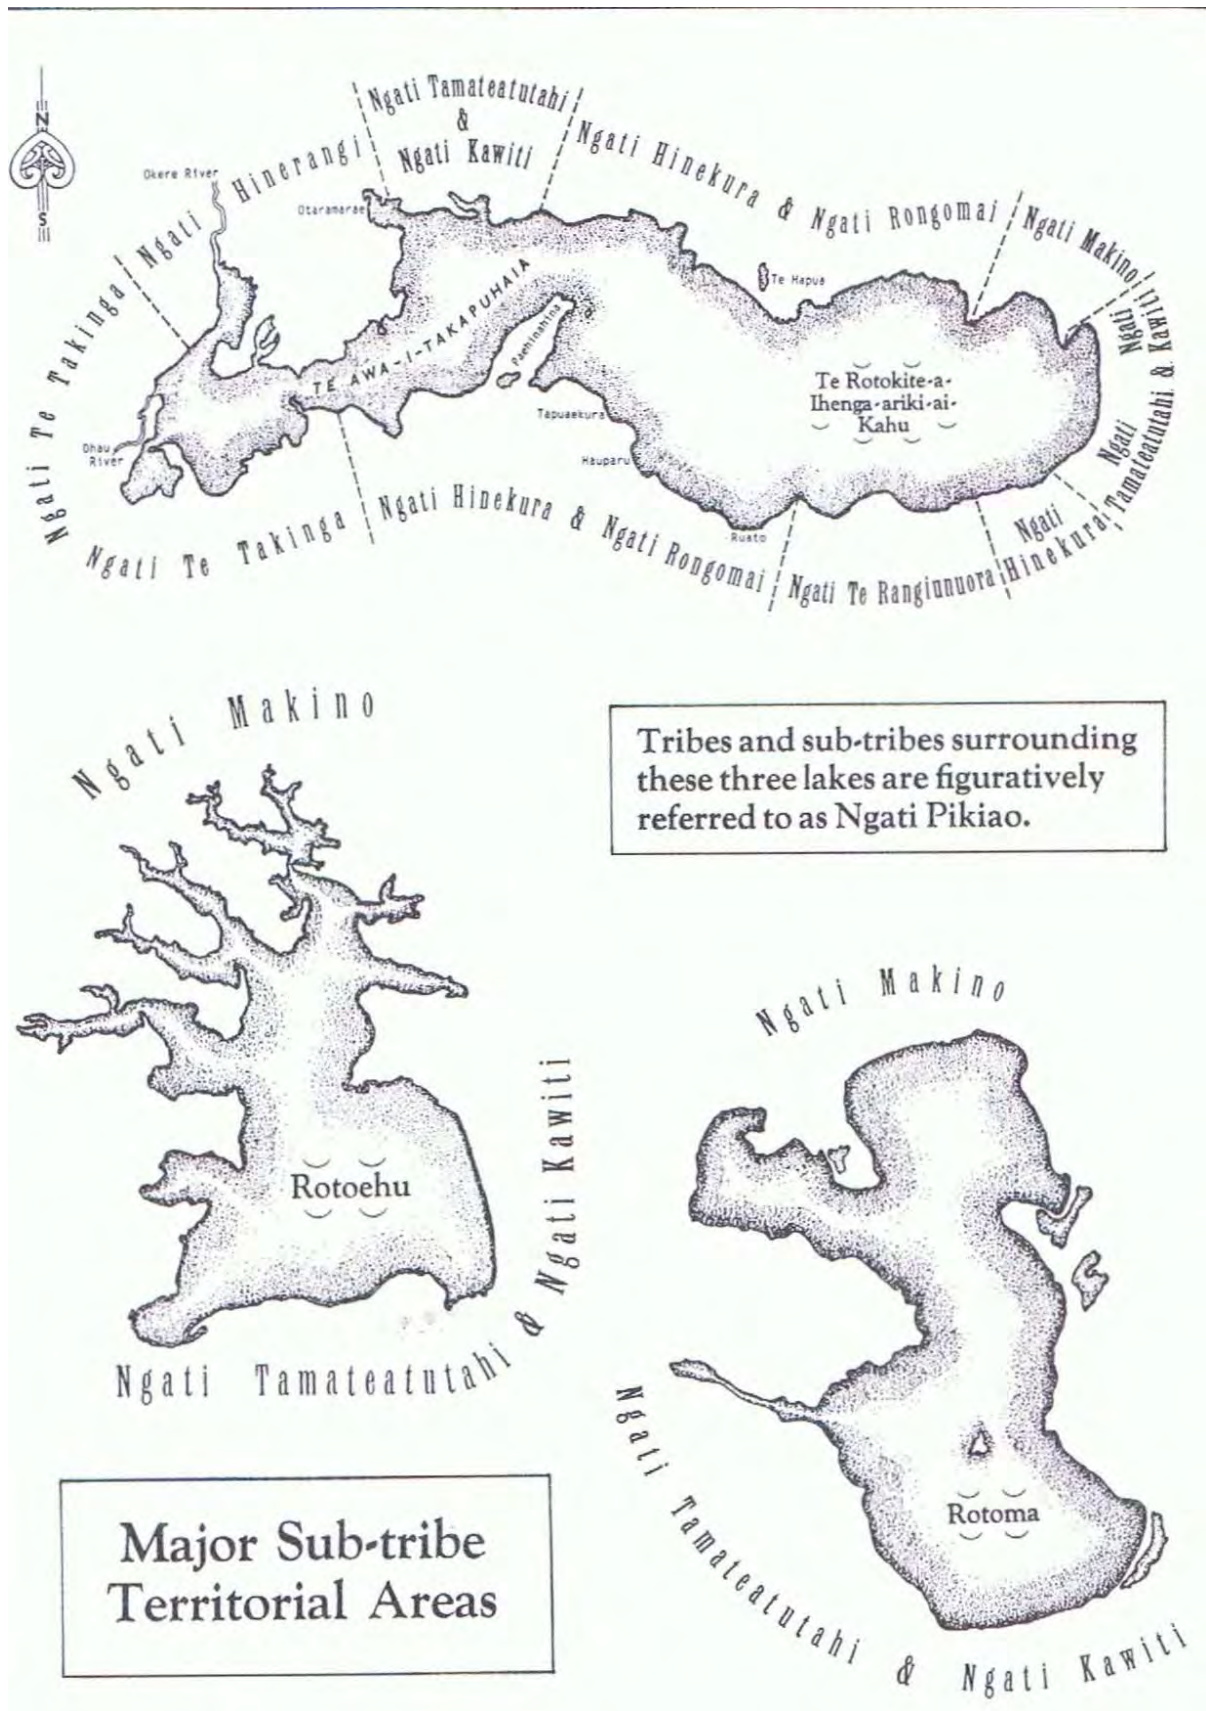 N
S
Ngati Te Takinga
Ngati Hinerangi
Ngati Tamateatutahi
&
Ngati Kawiti
Ngati Hinekura & Ngati Rongomai
Ngati Makino
Ngati
Kawiti
Ngati
Tamateatutahi &
Ngati
Hinekura
Ngati Te Rangiunuora
Ngati Hinekura & Ngati Rongomai
Ngati Te Takinga
Okere River
Otaramarae
TE AWA-I-TAKAPUHAIA
Paehinahina
Te Hapua
Te Rotokite-a-
Ihenga-ariki-ai-
Kahu
Tapuaekura
Hauparu
Ruato
Ohau
River
Ngati Makino
Tribes and sub-tribes surrounding
these three lakes are figuratively
referred to as Ngati Pikiao.
Rotoehu
Ngati Tamateatutahi & Ngati Kawiti
Ngati Makino
Rotoma
Ngati Tamateatutahi & Ngati Kawiti
Major Sub-tribe
Territorial Areas